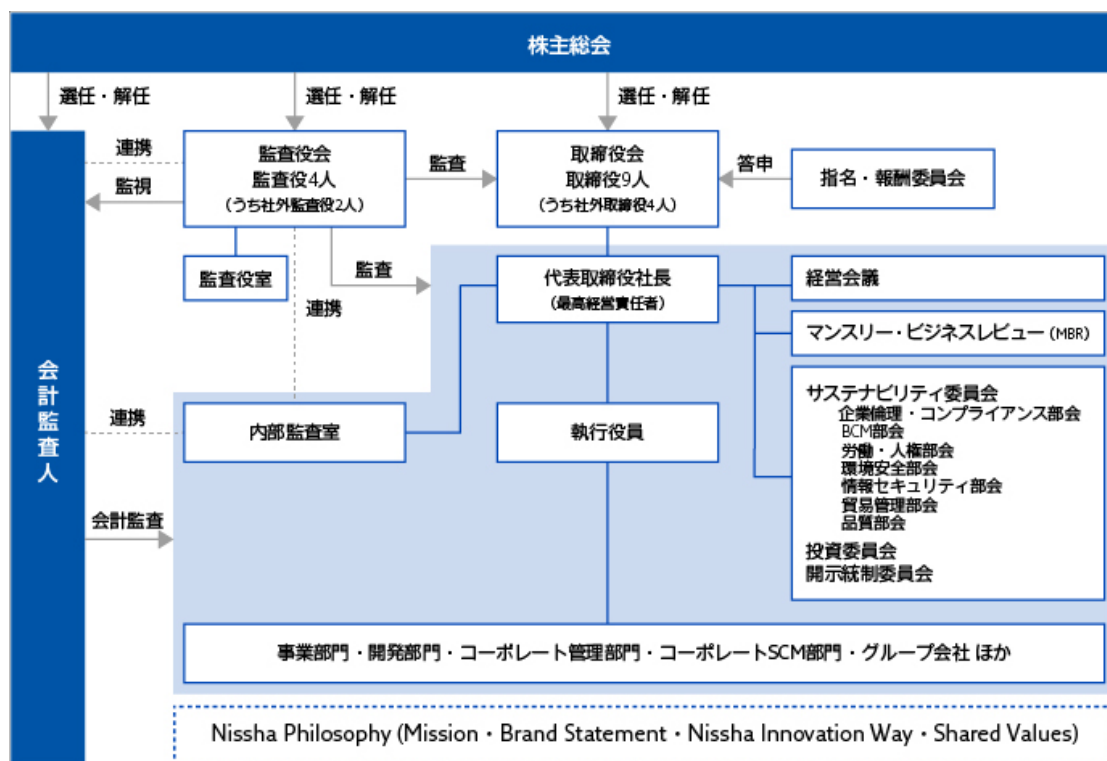 株主総会
選任・解任
選任・解任
選任・解任
会計監査人
連携
監視
監査役会
監査役4人
(うち社外監査役2人)
監査
取締役会
取締役9人
(うち社外取締役4人)
答申
指名・報酬委員会
監査役室
監査
連携
代表取締役社長
(最高経営責任者)
経営会議
マンスリー・ビジネスレビュー (MBR)
連携
内部監査室
執行役員
サステナビリティ委員会
企業倫理・コンプライアンス部会
BCM部会
労働・人権部会
環境安全部会
情報セキュリティ部会
貿易管理部会
品質部会
投資委員会
開示統制委員会
会計監査
事業部門・開発部門・コーポレート管理部門・コーポレートSCM部門・グループ会社 ほか
Nissha Philosophy (Mission・Brand Statement・Nissha Innovation Way・Shared Values)